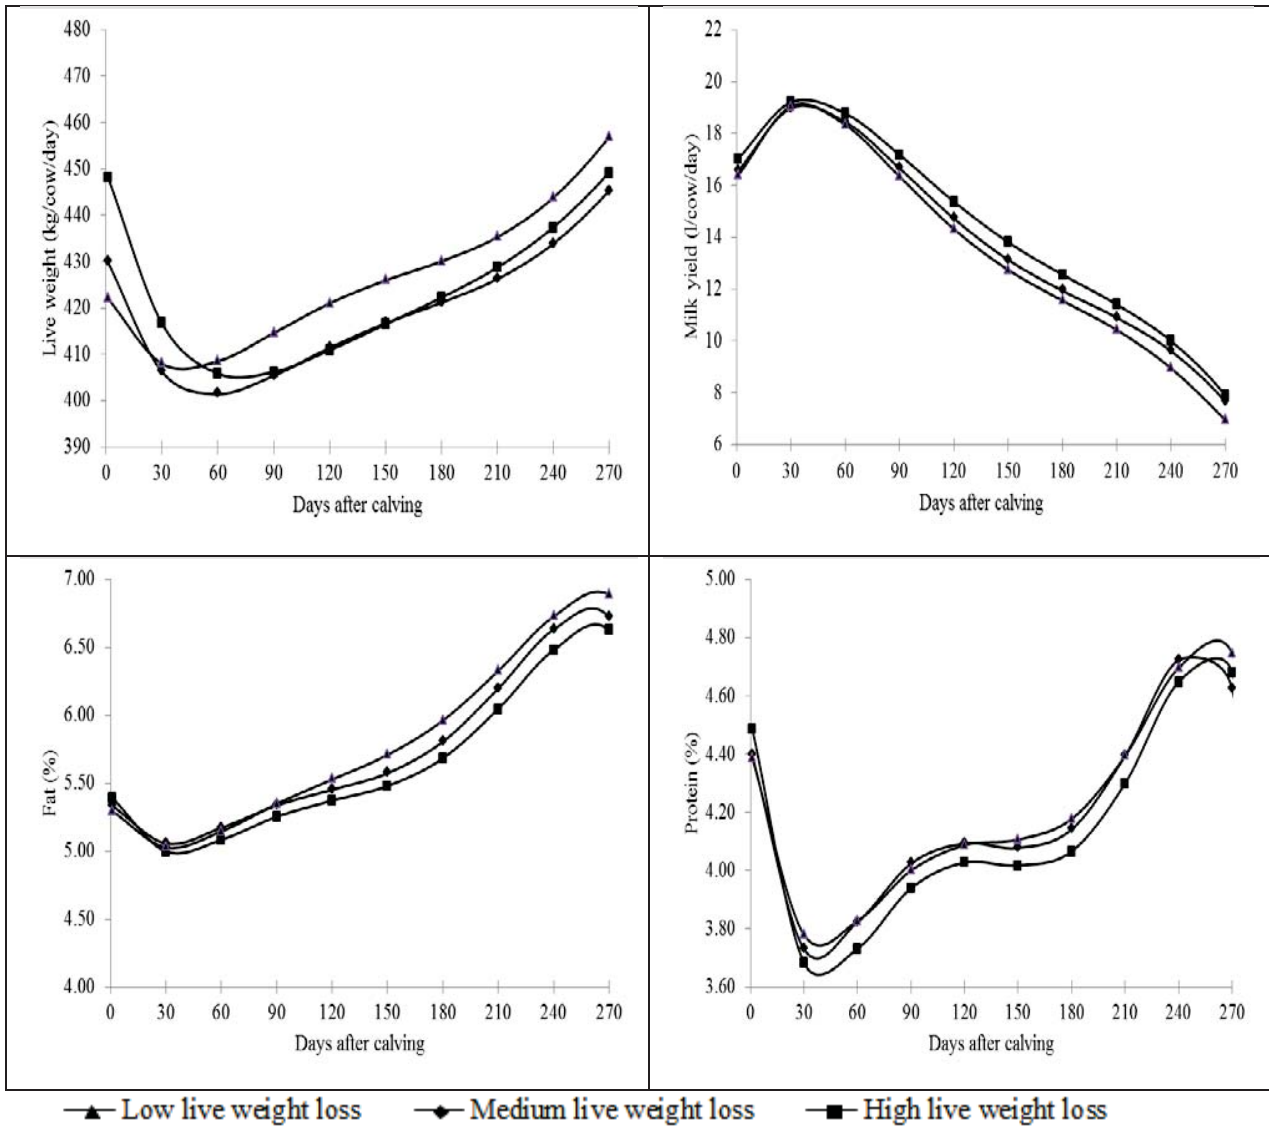 480
470
460
450
440
430
420
410
400
390
Live weight (kg/cow/day)
0 30 60 90 120 150 180 210 240 270
Days after calving
22
20
18
16
14
12
10
8
6
Milk yield (l/cow/day)
0 30 60 90 120 150 180 210 240 270
Days after calving
7.00
6.50
6.00
5.50
5.00
4.50
4.00
Fat (%)
0 30 60 90 120 150 180 210 240 270
Days after calving
5.00
4.80
4.60
4.40
4.20
4.00
3.80
3.60
Protein (%)
0 30 60 90 120 150 180 210 240 270
Days after calving
Low live weight loss Medium live weight loss High live weight loss